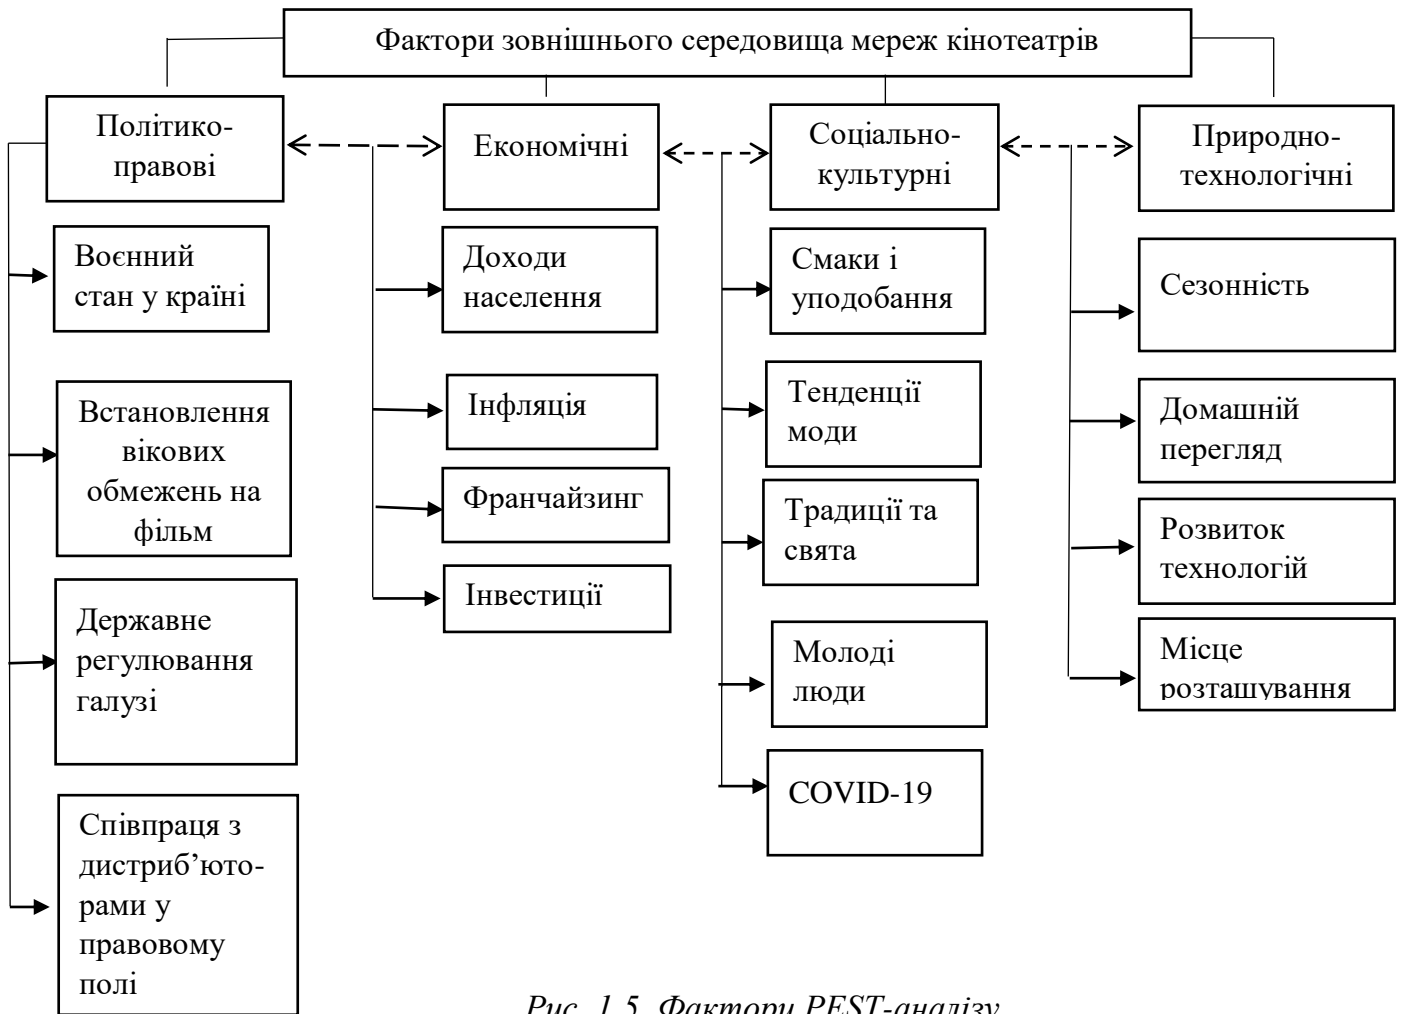 Фактори зовнішнього середовища мереж кінотеатрів
Політико-
правові
Економічні
Соціально-
культурні
Природно-
технологічні
Воєнний
стан у країні
Встановлення
вікових
обмежень на
фільм
Державне
регулювання
галузі
Співпраця з
дистриб’юто-
рами у
правовому
полі
Доходи
населення
Інфляція
Франчайзинг
Інвестиції
Смаки і
уподобання
Тенденції
моди
Традиції та
свята
Молоді
люди
COVID-19
Сезонність
Домашній
перегляд
Розвиток
технологій
Місце
розташування
Рис. 1.5. Фактори PEST-аналізу